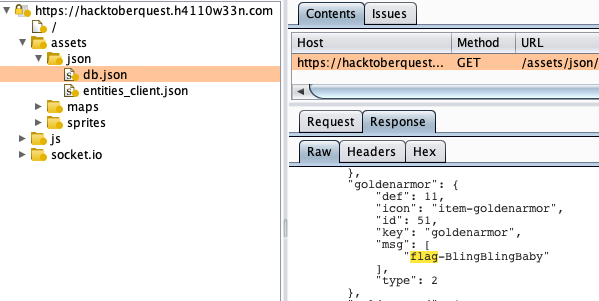 https://hacktoberquest.h4110w33n.com
/
assets
json
db.json
entities_client.json
maps
sprites
js
socket.io
Contents Issues
Host Method URL
https://hacktoberquest... GET /assets/json/
Request Response
Raw Headers Hex
},
"goldenarmor": {
"def": 11,
"icon": "item-goldenarmor",
"id": 51,
"key": "goldenarmor",
"msg": [
"flag-BlingBlingBaby"
],
"type": 2
},